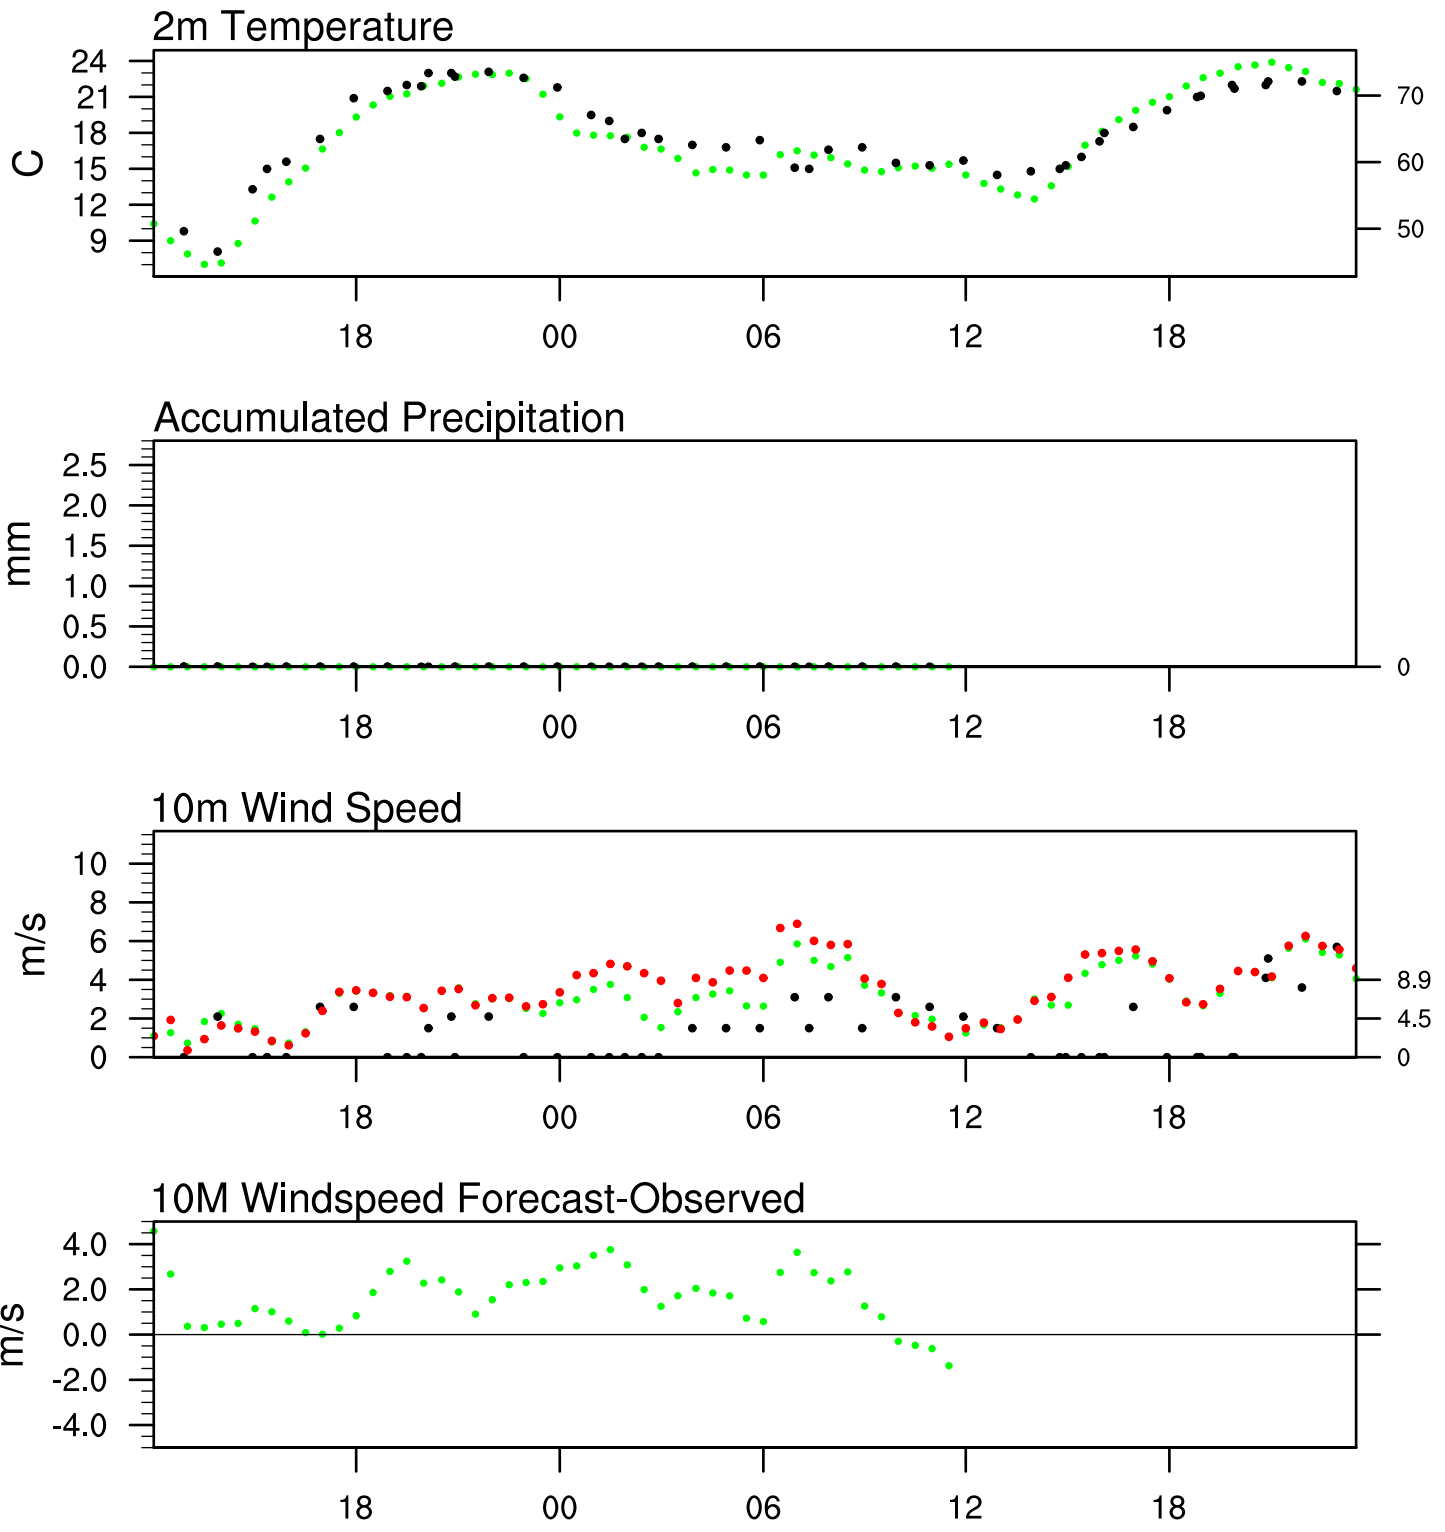 2m Temperature
24
21
18
15
12
9
C
70
60
50
18 00 06 12 18
Accumulated Precipitation
2.5
2.0
1.5
1.0
0.5
0.0
mm
0
18 00 06 12 18
10m Wind Speed
10
8
6
4
2
0
m/s
8.9
4.5
0
18 00 06 12 18
10M Windspeed Forecast-Observed
4.0
2.0
0.0
-2.0
-4.0
m/s
18 00 06 12 18